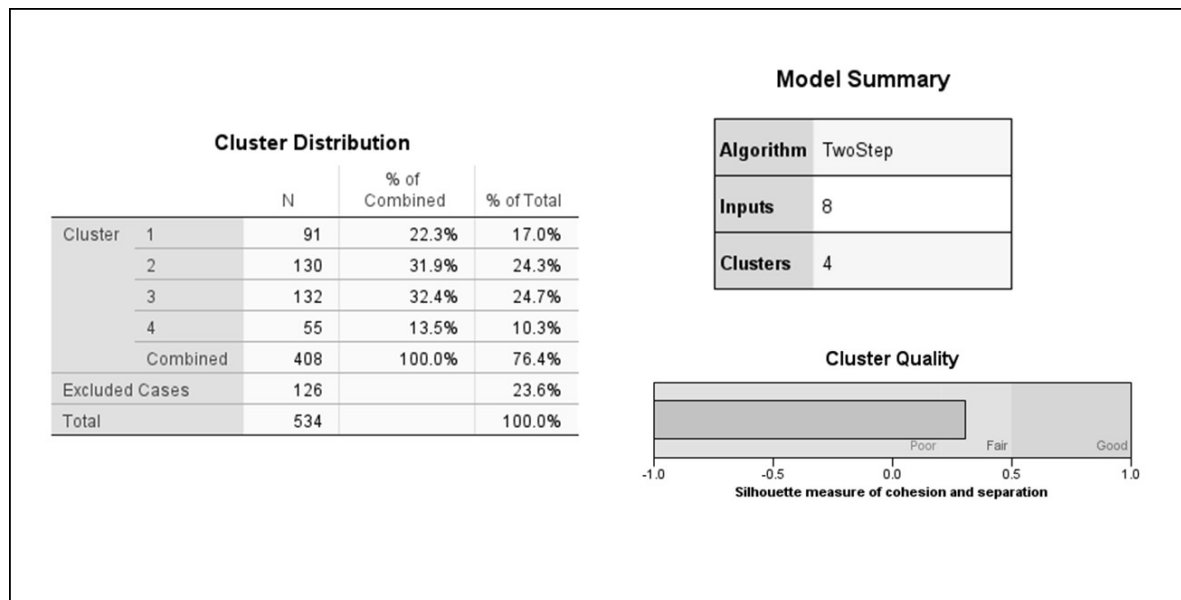 Cluster Distribution
N % of Combined % of Total
Cluster 1 91 22.3% 17.0%
2 130 31.9% 24.3%
3 132 32.4% 24.7%
4 55 13.5% 10.3%
Combined 408 100.0% 76.4%
Excluded Cases 126 23.6%
Total 534 100.0%
Model Summary
Algorithm TwoStep
Inputs 8
Clusters 4
Cluster Quality
Poor Fair Good
-1.0 -0.5 0.0 0.5 1.0
Silhouette measure of cohesion and separation